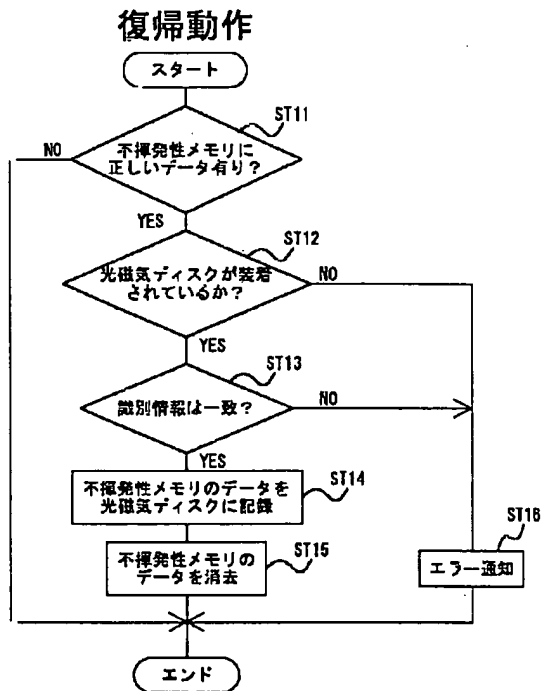 復帰動作
スタート
ST11
不揮発性メモリに
正しいデータ有り？
NO
YES
ST12
光磁気ディスクが装着
されているか？
NO
YES
ST13
識別情報は一致？
NO
YES
ST14
不揮発性メモリのデータを
光磁気ディスクに記録
ST15
不揮発性メモリの
データを消去
ST16
エラー通知
エンド